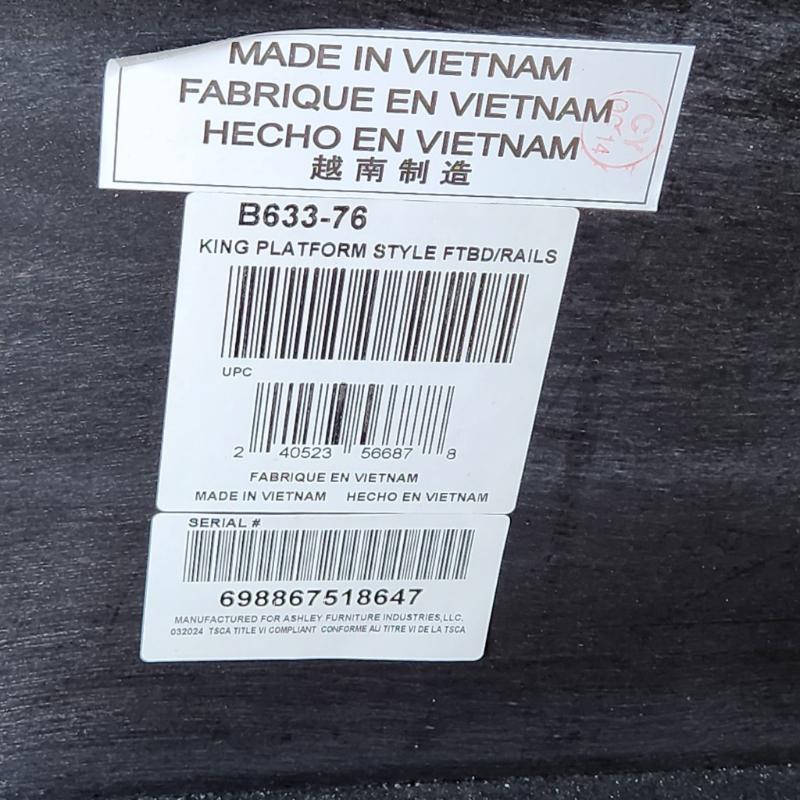 MADE IN VIETNAM
FABRIQUE EN VIETNAM
HECHO EN VIETNAM
越南制造
GY
QC14
B633-76
KING PLATFORM STYLE FTBD/RAILS
UPC
2 40523 56687 8
FABRIQUE EN VIETNAM
MADE IN VIETNAM HECHO EN VIETNAM
SERIAL #
698867518647
MANUFACTURED FOR ASHLEY FURNITURE INDUSTRIES,LLC.
032024 TSCA TITLE VI COMPLIANT CONFORME AU TITRE VI DE LA TSCA